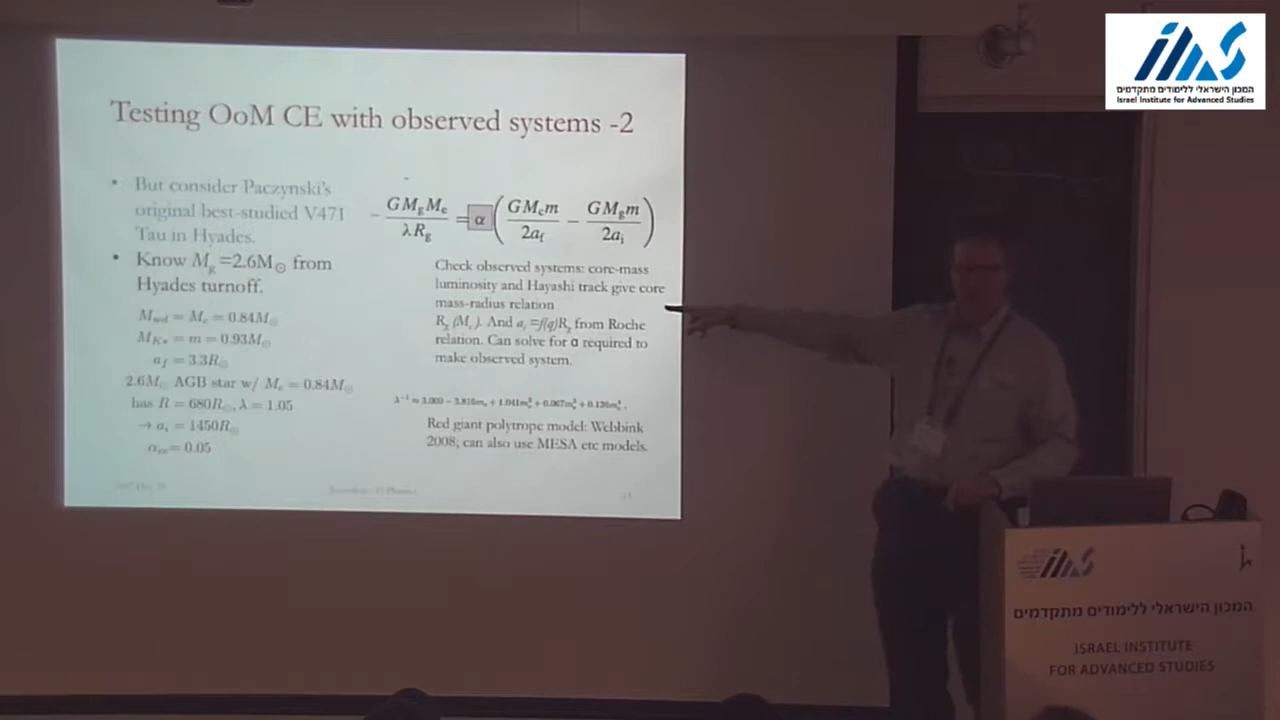 המכון הישראלי ללימודים מתקדמים
Israel Institute for Advanced Studies
Testing OoM CE with observed systems -2
• But consider Paczynski's
original best-studied V471
Tau in Hyades.
• Know M_g =2.6M_⊙ from
Hyades turnoff.
M_wd = M_c = 0.84M_⊙
M_K* = m = 0.93M_⊙
a_f = 3.3R_⊙
2.6M_⊙ AGB star w/ M_c = 0.84M_⊙
has R = 680R_⊙, λ = 1.05
→ a_i = 1450R_⊙
α_ce = 0.05
− GM_gM_e / λR_g = α (GM_cm / 2a_f − GM_gm / 2a_i)
Check observed systems: core-mass
luminosity and Hayashi track give core
mass-radius relation
R_g (M_c). And a_i =f(q)R_g from Roche
relation. Can solve for α required to
make observed system.
Red giant polytrope model: Webbink
2008; can also use MESA etc models.
המכון הישראלי ללימודים מתקדמים
ISRAEL INSTITUTE
FOR ADVANCED STUDIES